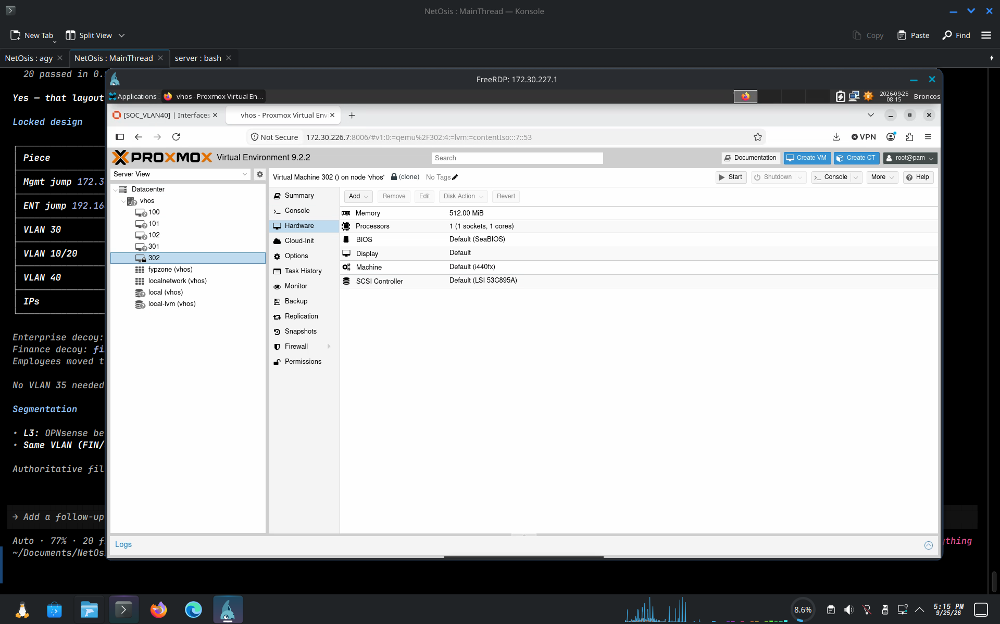 NetOsis : MainThread — Konsole
New Tab
Split View
Copy
Paste
Find
NetOsis : agy
NetOsis : MainThread
server : bash
20 passed in 0.
Yes — that layout
Locked design
Piece
Mgmt jump 172.3
ENT jump 192.16
VLAN 30
VLAN 10/20
VLAN 40
IPs
Enterprise decoy:
Finance decoy: fi
Employees moved t
No VLAN 35 needed
Segmentation
• L3: OPNsense be
• Same VLAN (FIN/
Authoritative fil
→ Add a follow-up
Auto · 77% · 20 f
ything
~/Documents/NetOs
FreeRDP: 172.30.227.1
Applications
vhos - Proxmox Virtual En...
2026-09-25
08:15
Broncos
[SOC_VLAN40] | Interfaces
vhos - Proxmox Virtual Env
Not Secure
172.30.226.7:8006/#v1:0:=qemu%2F302:4:=lvm:=contentIso:::7::53
VPN
PROXMOX
Virtual Environment 9.2.2
Search
Documentation
Create VM
Create CT
root@pam
Server View
Virtual Machine 302 () on node 'vhos'
(clone)
No Tags
Start
Shutdown
Console
More
Help
Datacenter
vhos
100
101
102
301
302
fypzone (vhos)
localnetwork (vhos)
local (vhos)
local-lvm (vhos)
Summary
Console
Hardware
Cloud-Init
Options
Task History
Monitor
Backup
Replication
Snapshots
Firewall
Permissions
Add
Remove
Edit
Disk Action
Revert
Memory 512.00 MiB
Processors 1 (1 sockets, 1 cores)
BIOS Default (SeaBIOS)
Display Default
Machine Default (i440fx)
SCSI Controller Default (LSI 53C895A)
Logs
8.6%
5:15 PM
9/25/26